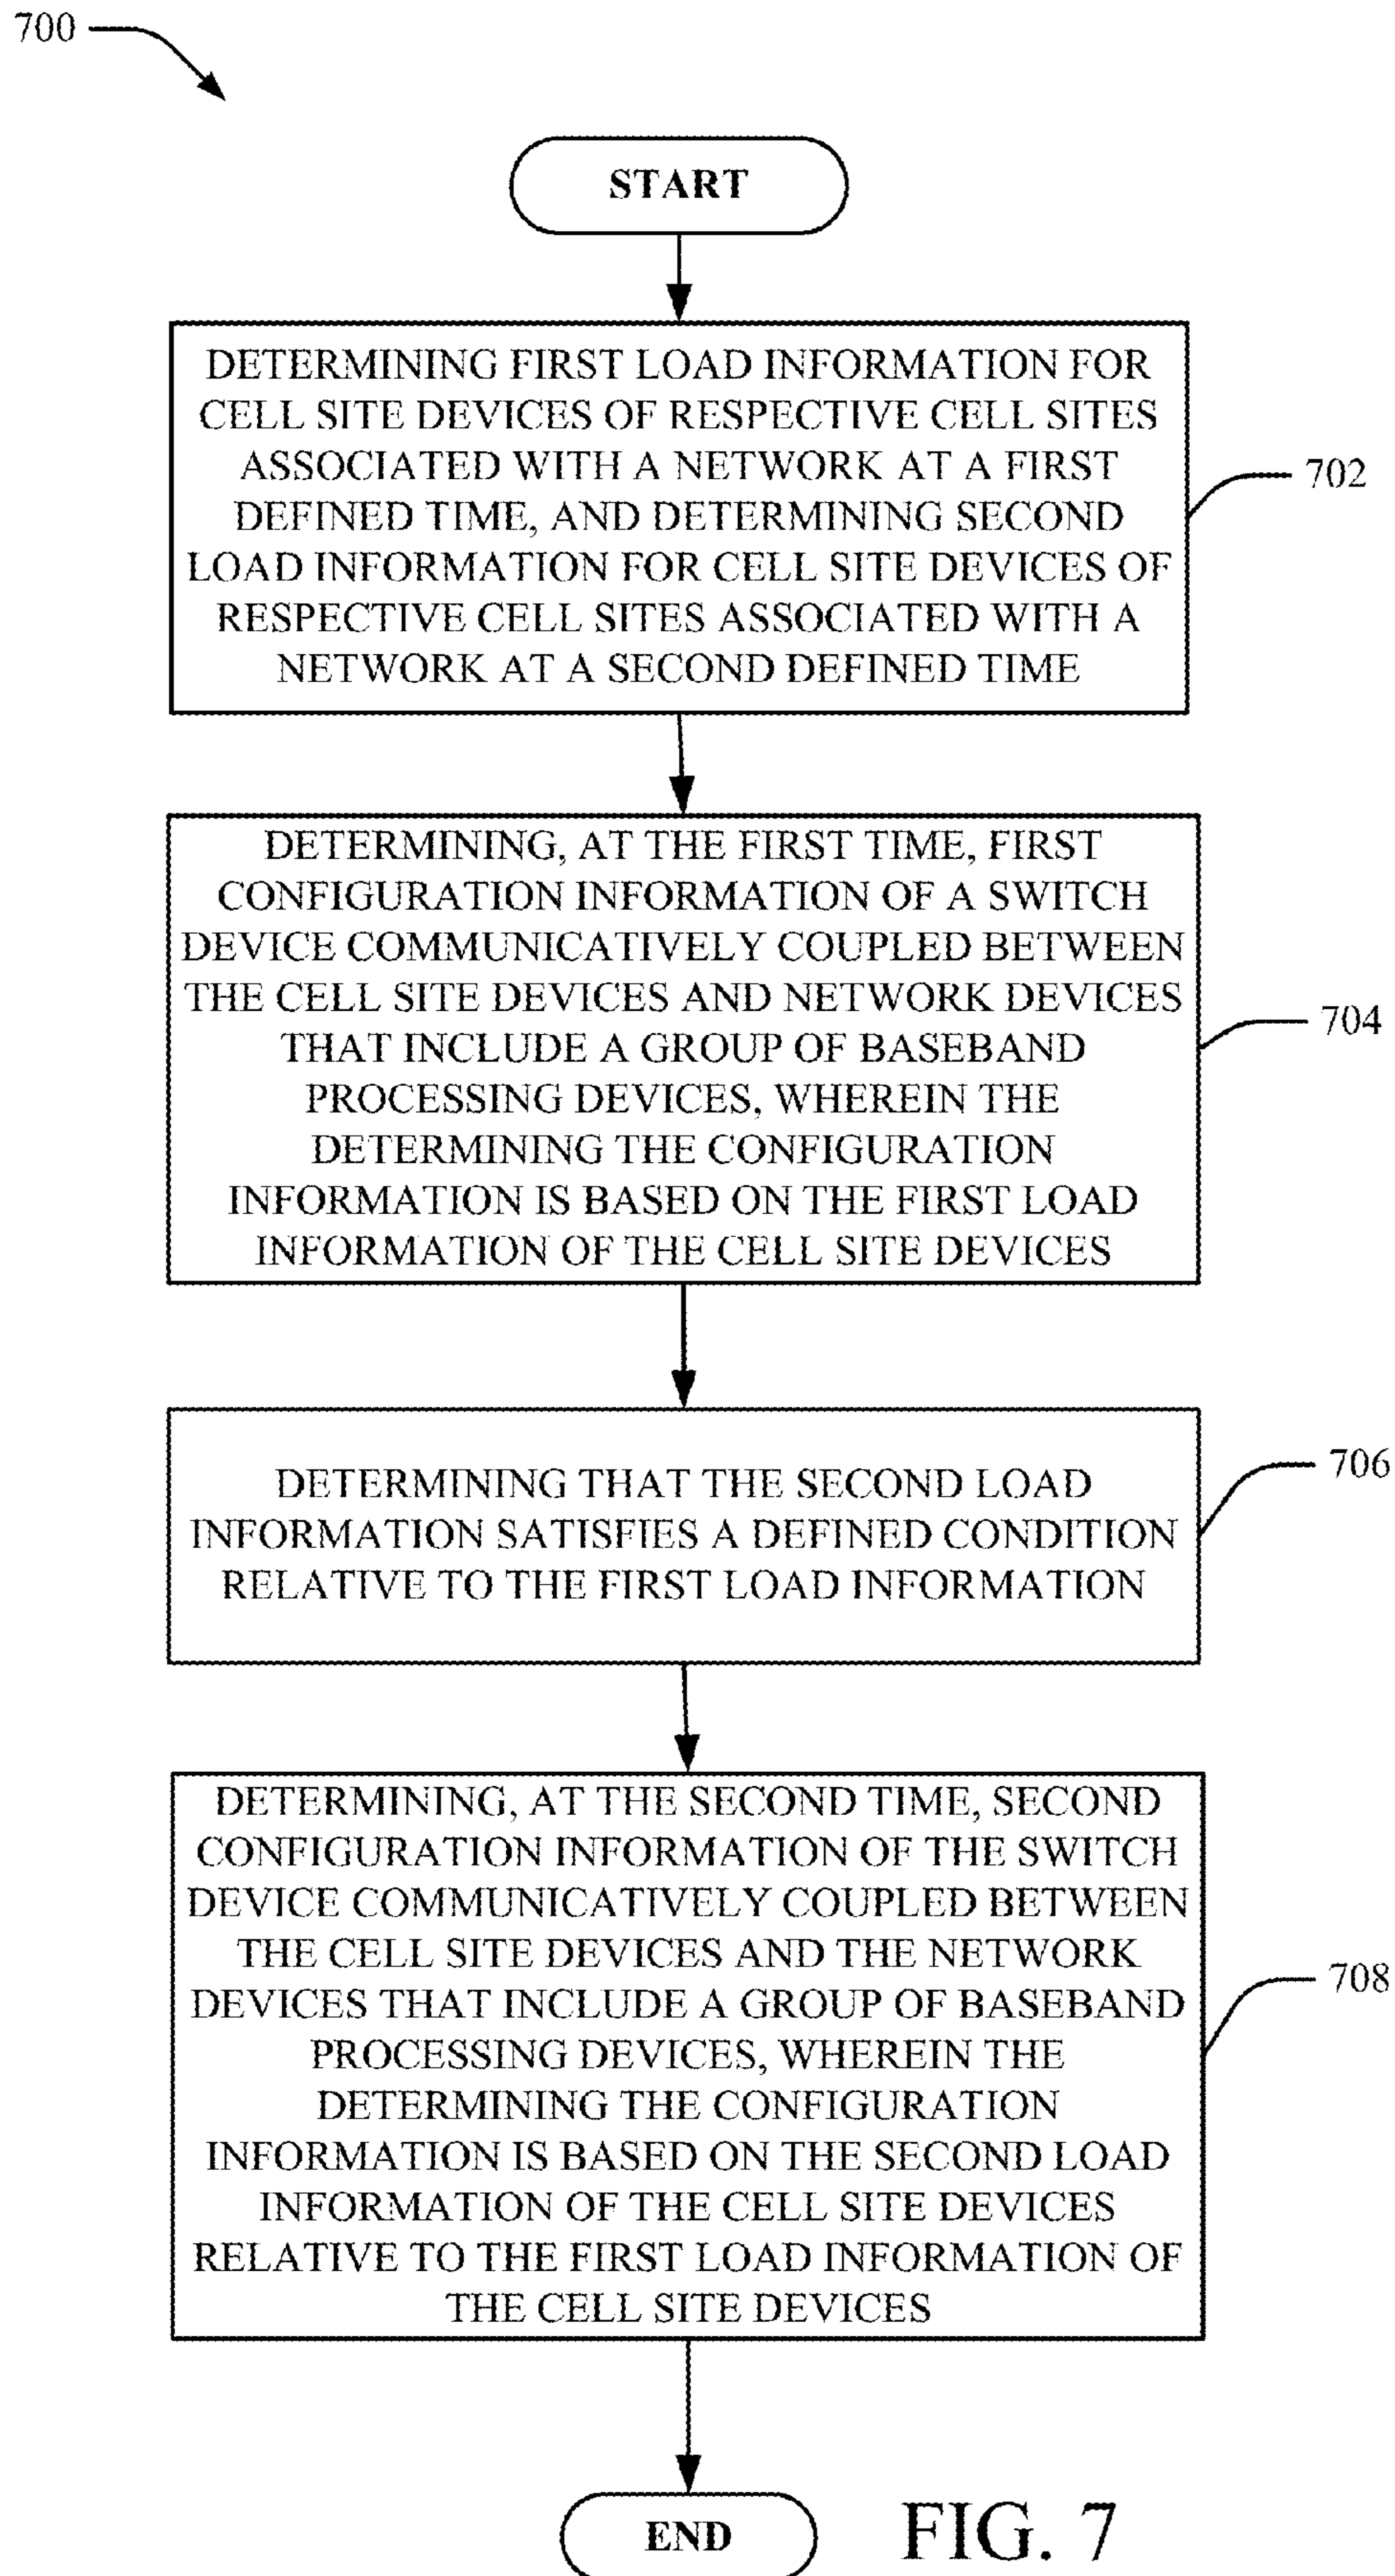 700
START
DETERMINING FIRST LOAD INFORMATION FOR
CELL SITE DEVICES OF RESPECTIVE CELL SITES
ASSOCIATED WITH A NETWORK AT A FIRST
DEFINED TIME, AND DETERMINING SECOND
LOAD INFORMATION FOR CELL SITE DEVICES OF
RESPECTIVE CELL SITES ASSOCIATED WITH A
NETWORK AT A SECOND DEFINED TIME
702
DETERMINING, AT THE FIRST TIME, FIRST
CONFIGURATION INFORMATION OF A SWITCH
DEVICE COMMUNICATIVELY COUPLED BETWEEN
THE CELL SITE DEVICES AND NETWORK DEVICES
THAT INCLUDE A GROUP OF BASEBAND
PROCESSING DEVICES, WHEREIN THE
DETERMINING THE CONFIGURATION
INFORMATION IS BASED ON THE FIRST LOAD
INFORMATION OF THE CELL SITE DEVICES
704
DETERMINING THAT THE SECOND LOAD
INFORMATION SATISFIES A DEFINED CONDITION
RELATIVE TO THE FIRST LOAD INFORMATION
706
DETERMINING, AT THE SECOND TIME, SECOND
CONFIGURATION INFORMATION OF THE SWITCH
DEVICE COMMUNICATIVELY COUPLED BETWEEN
THE CELL SITE DEVICES AND THE NETWORK
DEVICES THAT INCLUDE A GROUP OF BASEBAND
PROCESSING DEVICES, WHEREIN THE
DETERMINING THE CONFIGURATION
INFORMATION IS BASED ON THE SECOND LOAD
INFORMATION OF THE CELL SITE DEVICES
RELATIVE TO THE FIRST LOAD INFORMATION OF
THE CELL SITE DEVICES
708
END
FIG. 7